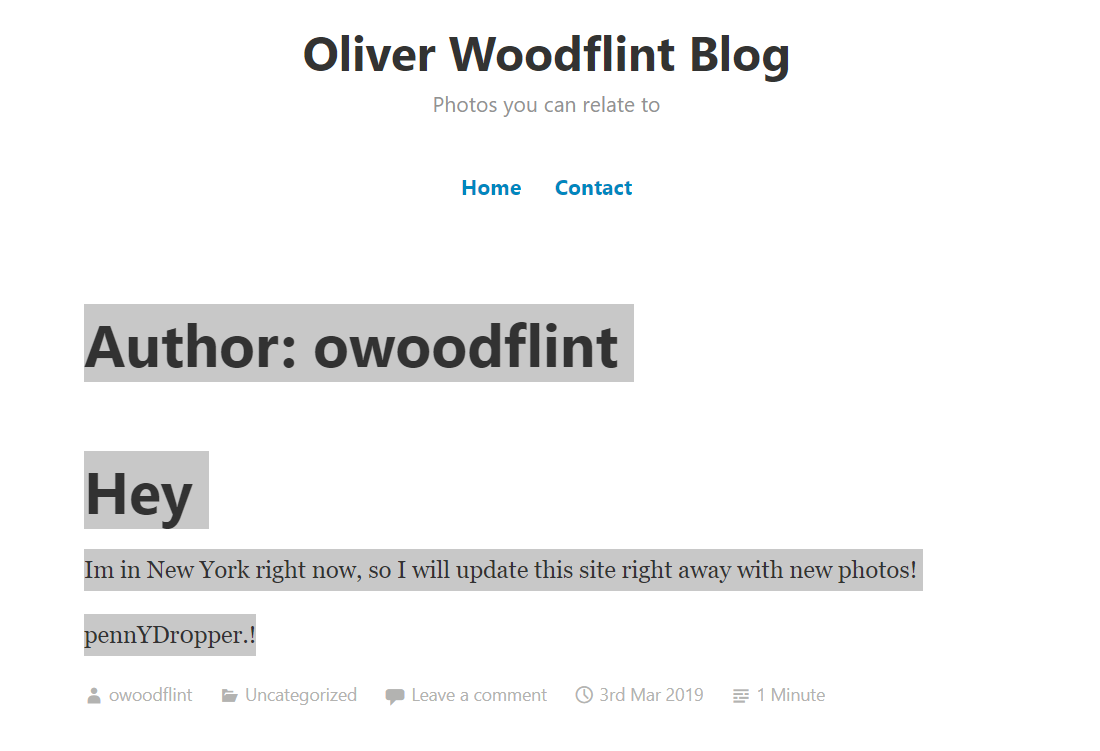 Oliver Woodflint Blog
Photos you can relate to
Home Contact
Author: owoodflint
Hey
Im in New York right now, so I will update this site right away with new photos!
pennYDr0pper.!
owoodflint Uncategorized Leave a comment 3rd Mar 2019 1 Minute